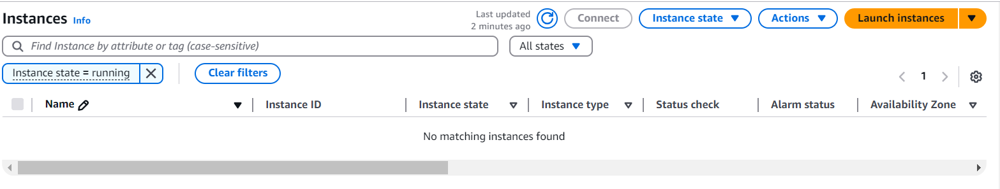 Instances Info
Last updated
2 minutes ago
Connect
Instance state
Actions
Launch instances
Find Instance by attribute or tag (case-sensitive)
All states
Instance state = running
Clear filters
1
Name Instance ID Instance state Instance type Status check Alarm status Availability Zone
No matching instances found